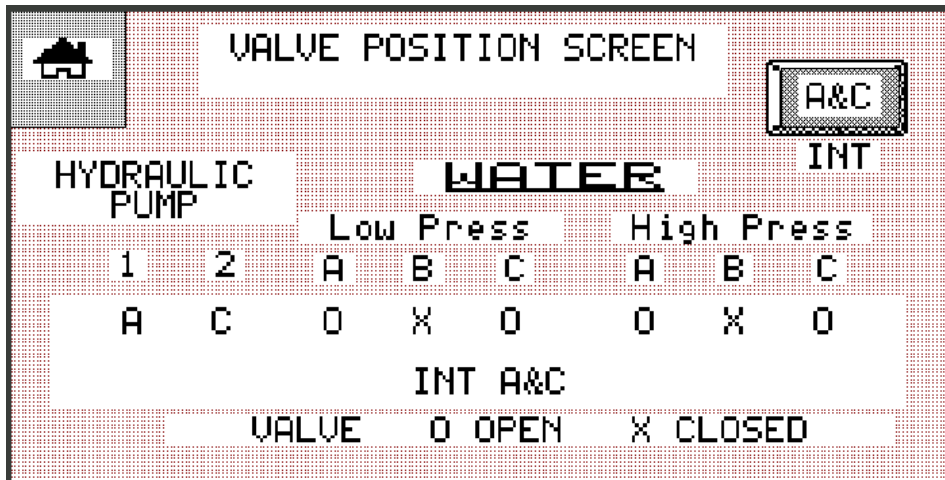 VALVE POSITION SCREEN
A&C
INT
HYDRAULIC
PUMP
WATER
Low Press High Press
1 2 A B C A B C
A C O X O O X O
INT A&C
VALVE O OPEN X CLOSED